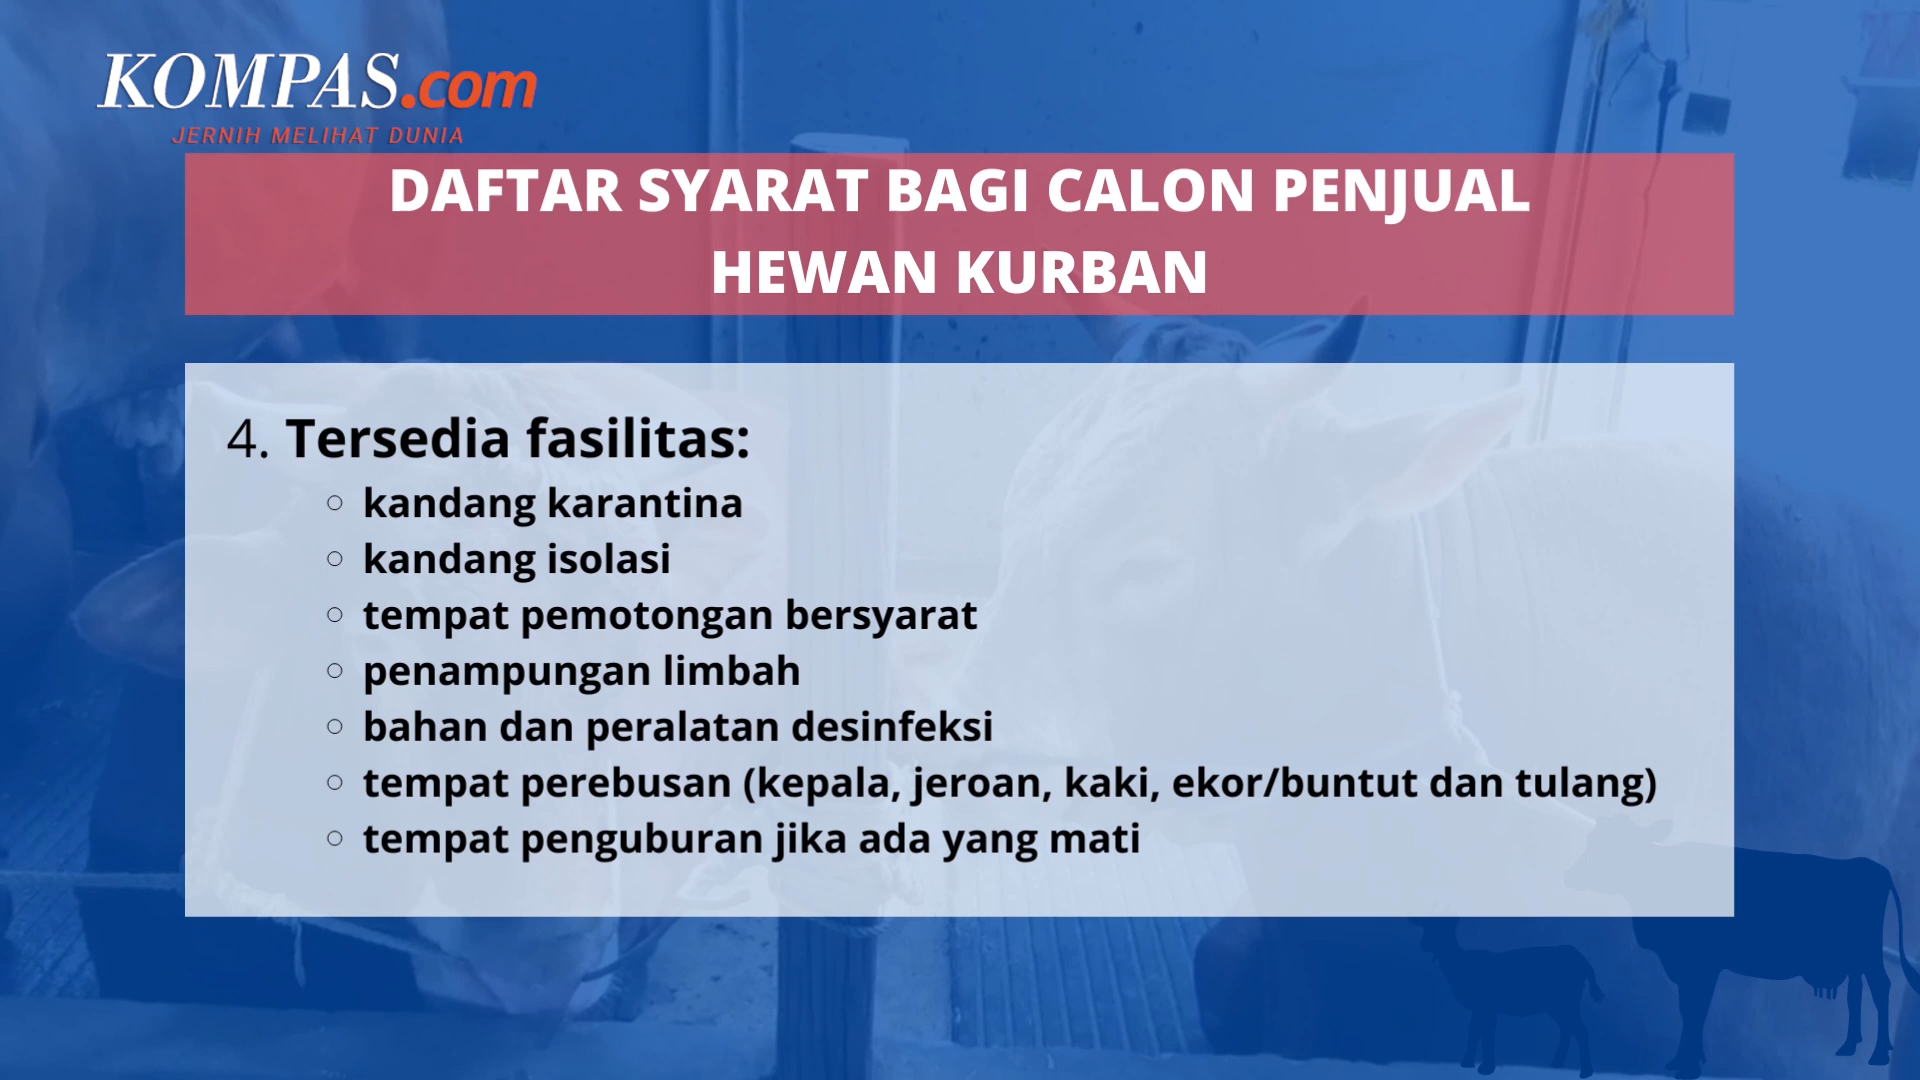 KOMPAS.com
JERNIH MELIHAT DUNIA
DAFTAR SYARAT BAGI CALON PENJUAL
HEWAN KURBAN
4. Tersedia fasilitas:
○ kandang karantina
○ kandang isolasi
○ tempat pemotongan bersyarat
○ penampungan limbah
○ bahan dan peralatan desinfeksi
○ tempat perebusan (kepala, jeroan, kaki, ekor/buntut dan tulang)
○ tempat penguburan jika ada yang mati